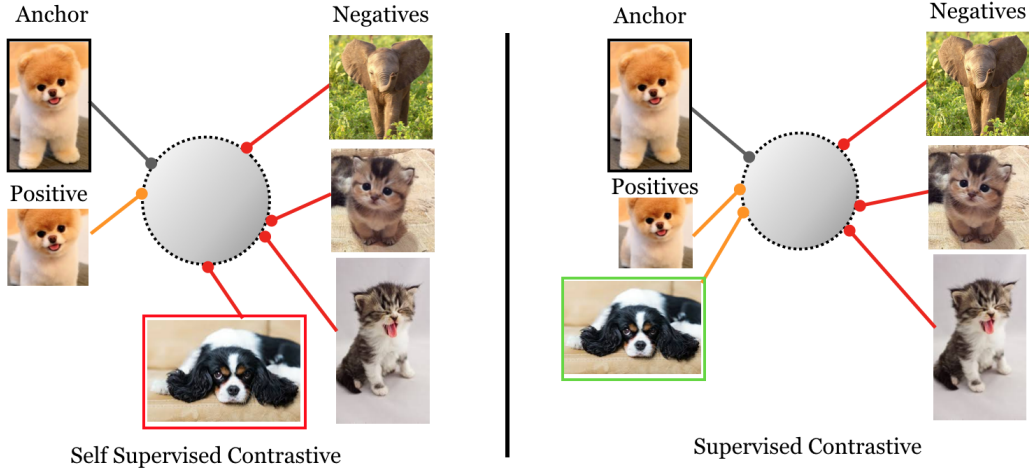 Anchor
Negatives
Positive
Self Supervised Contrastive
Anchor
Negatives
Positives
Supervised Contrastive